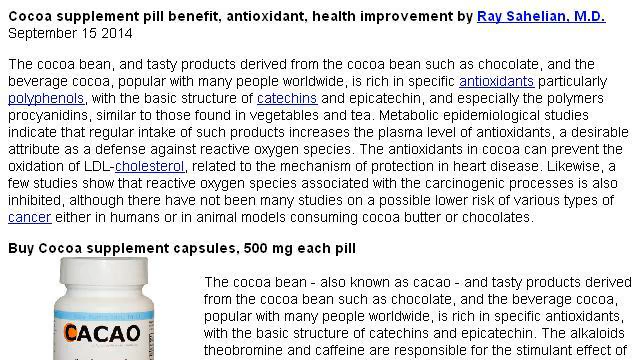 Cocoa supplement pill benefit, antioxidant, health improvement by Ray Sahelian, M.D.
September 15 2014
The cocoa bean, and tasty products derived from the cocoa bean such as chocolate, and the
beverage cocoa, popular with many people worldwide, is rich in specific antioxidants particularly
polyphenols, with the basic structure of catechins and epicatechin, and especially the polymers
procyanidins, similar to those found in vegetables and tea. Metabolic epidemiological studies
indicate that regular intake of such products increases the plasma level of antioxidants, a desirable
attribute as a defense against reactive oxygen species. The antioxidants in cocoa can prevent the
oxidation of LDL-cholesterol, related to the mechanism of protection in heart disease. Likewise, a
few studies show that reactive oxygen species associated with the carcinogenic processes is also
inhibited, although there have not been many studies on a possible lower risk of various types of
cancer either in humans or in animal models consuming cocoa butter or chocolates.
Buy Cocoa supplement capsules, 500 mg each pill
The cocoa bean - also known as cacao - and tasty products derived
from the cocoa bean such as chocolate, and the beverage cocoa,
popular with many people worldwide, is rich in specific antioxidants,
with the basic structure of catechins and epicatechin. The alkaloids
theobromine and caffeine are responsible for the stimulant effect of
CACAO